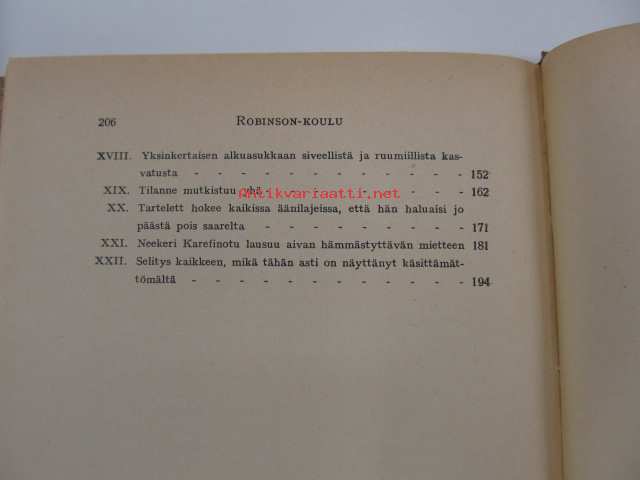 206 ROBINSON-KOULU
XVIII. Yksinkertaisen alkuasukkaan siveellistä ja ruumiillista kas-
vatusta - - - - - - - - - - - 152
XIX. Tilanne mutkistuu yhä - - - - - - - - 162
Antikvariaatti.net
XX. Tartelett hokee kaikissa äänilajeissa, että hän haluaisi jo
päästä pois saarelta - - - - - - - - 171
XXI. Neekeri Karefinotu lausuu aivan hämmästyttävän mietteen 181
XXII. Selitys kaikkeen, mikä tähän asti on näyttänyt käsittämät-
tömältä - - - - - - - - - - - 194